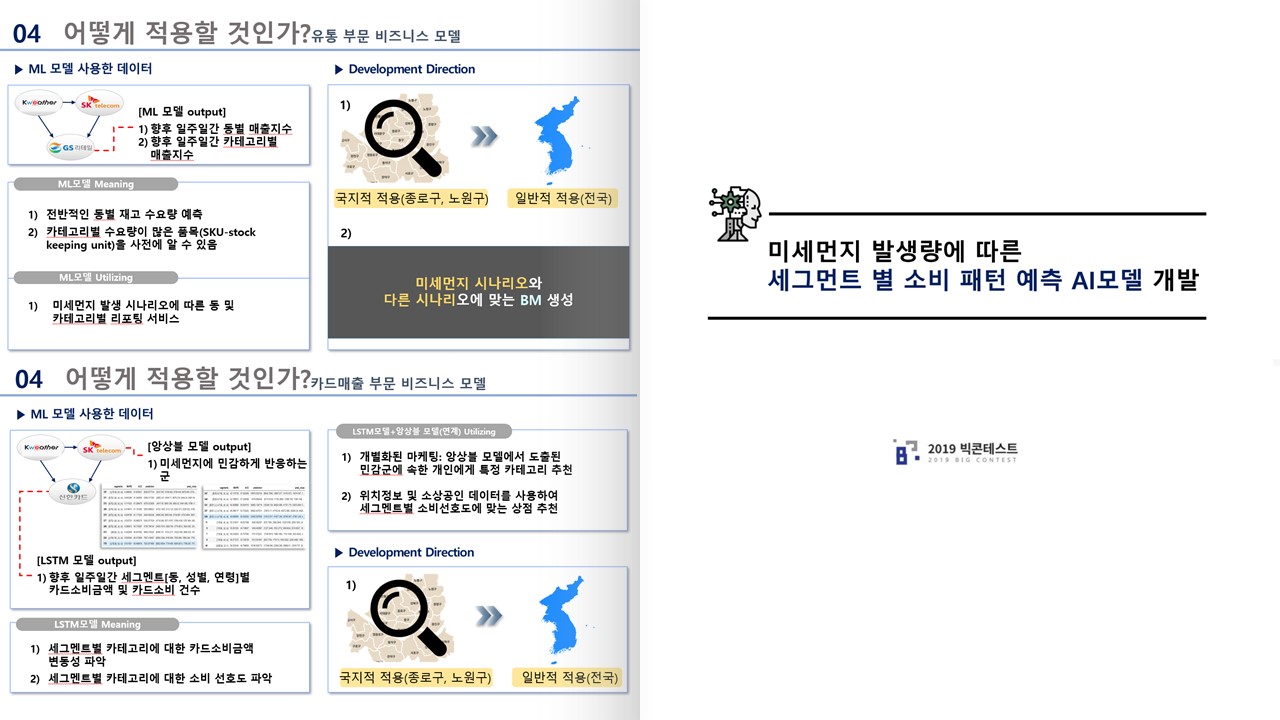 04 어떻게 적용할 것인가?유통 부문 비즈니스 모델
▶ ML 모델 사용한 데이터
Kweather
SK telecom
GS 리테일
[ML 모델 output]
1) 향후 일주일간 동별 매출지수
2) 향후 일주일간 카테고리별
매출지수
ML모델 Meaning
1) 전반적인 동별 재고 수요량 예측
2) 카테고리별 수요량이 많은 품목(SKU-stock
keeping unit)을 사전에 알 수 있음
ML모델 Utilizing
1) 미세먼지 발생 시나리오에 따른 동 및
카테고리별 리포팅 서비스
▶ Development Direction
1)
국지적 적용(종로구, 노원구)
일반적 적용(전국)
2)
미세먼지 시나리오와
다른 시나리오에 맞는 BM 생성
04 어떻게 적용할 것인가?카드매출 부문 비즈니스 모델
▶ ML 모델 사용한 데이터
Kweather
SK telecom
신한카드
[앙상블 모델 output]
1) 미세먼지에 민감하게 반응하는
군
[LSTM 모델 output]
1) 향후 일주일간 세그멘트[동, 성별, 연령]별
카드소비금액 및 카드소비 건수
LSTM모델 Meaning
1) 세그멘트별 카테고리에 대한 카드소비금액
변동성 파악
2) 세그멘트별 카테고리에 대한 소비 선호도 파악
LSTM모델+앙상블 모델(연계) Utilizing
1) 개별화된 마케팅: 앙상블 모델에서 도출된
민감군에 속한 개인에게 특정 카테고리 추천
2) 위치정보 및 소상공인 데이터를 사용하여
세그멘트별 소비선호도에 맞는 상점 추천
▶ Development Direction
1)
국지적 적용(종로구, 노원구)
일반적 적용(전국)
미세먼지 발생량에 따른
세그먼트 별 소비 패턴 예측 AI모델 개발
2019 빅콘테스트
2019 BIG CONTEST